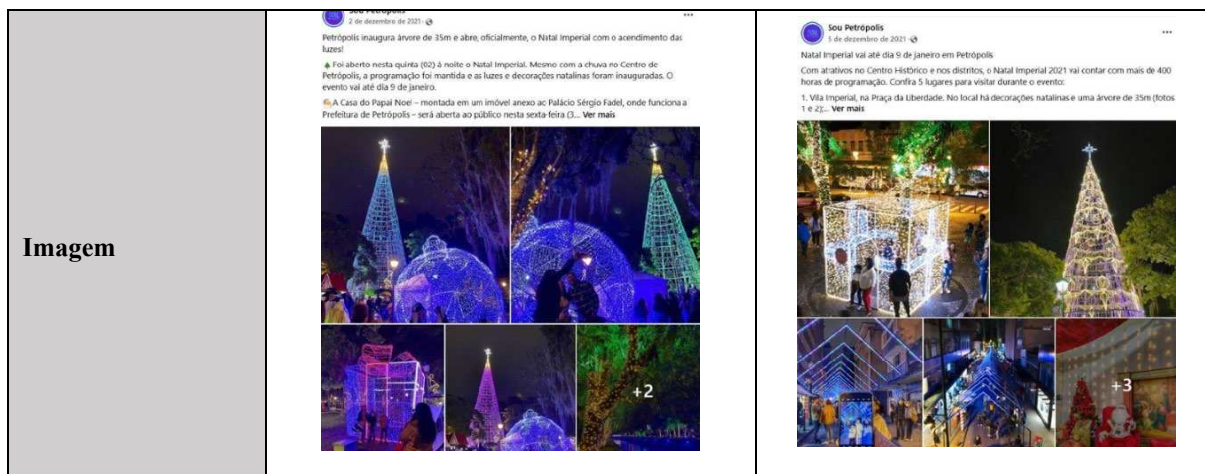 Imagem
Sou Petrópolis
2 de dezembro de 2021
Petrópolis inaugura árvore de 35m e abre, oficialmente, o Natal Imperial com o acendimento das
luzes!
Foi aberto nesta quinta (02) à noite o Natal Imperial. Mesmo com a chuva no Centro de
Petrópolis, a programação foi mantida e as luzes e decorações natalinas foram inauguradas. O
evento vai até dia 9 de janeiro.
A Casa do Papai Noel – montada em um imóvel anexo ao Palácio Sérgio Fadel, onde funciona a
Prefeitura de Petrópolis – será aberta ao público nesta sexta-feira (3... Ver mais
+2
Sou Petrópolis
5 de dezembro de 2021
Natal Imperial vai até dia 9 de janeiro em Petrópolis
Com atrativos no Centro Histórico e nos distritos, o Natal Imperial 2021 vai contar com mais de 400
horas de programação. Confira 5 lugares para visitar durante o evento:
1. Vila Imperial, na Praça da Liberdade. No local há decorações natalinas e uma árvore de 35m (fotos
1 e 2);... Ver mais
+3